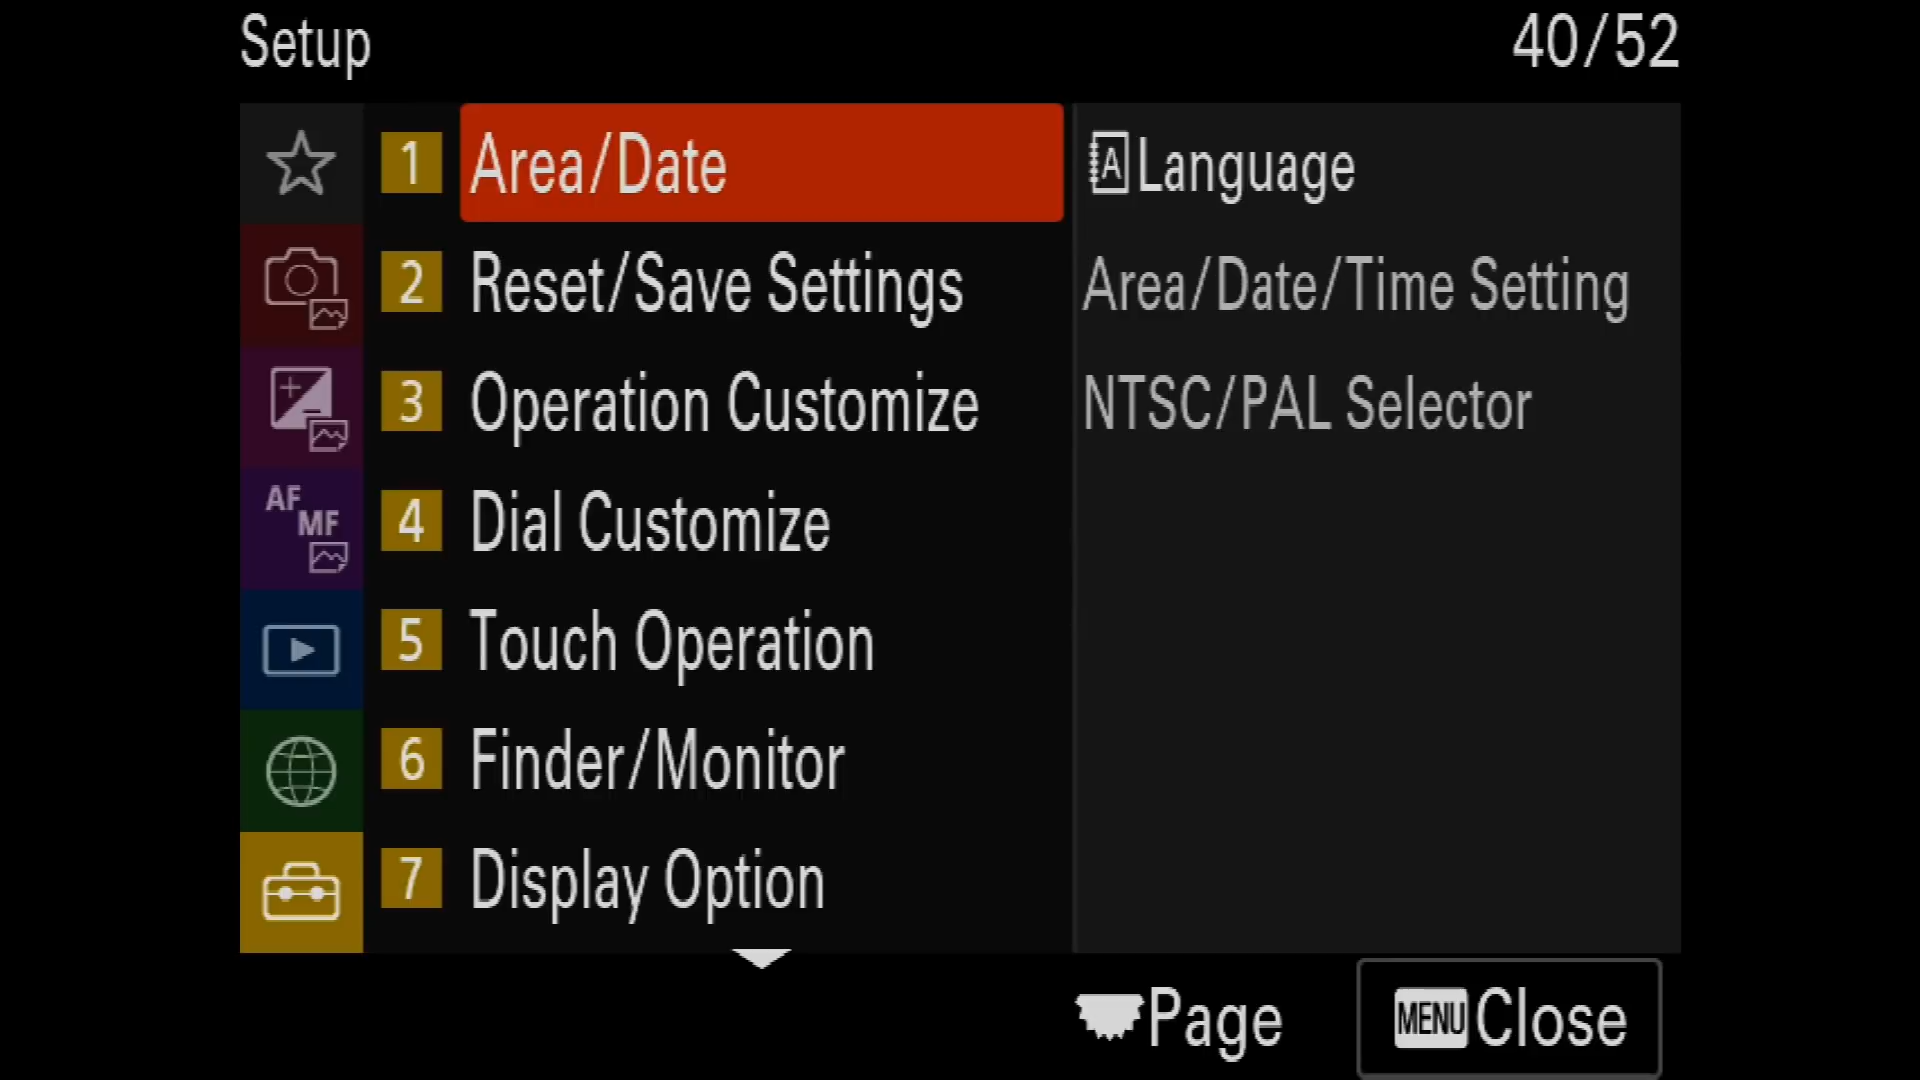 Setup 40/52
1 Area/Date
2 Reset/Save Settings
3 Operation Customize
4 Dial Customize
5 Touch Operation
6 Finder/Monitor
7 Display Option
AF
MF
A Language
Area/Date/Time Setting
NTSC/PAL Selector
Page MENU Close